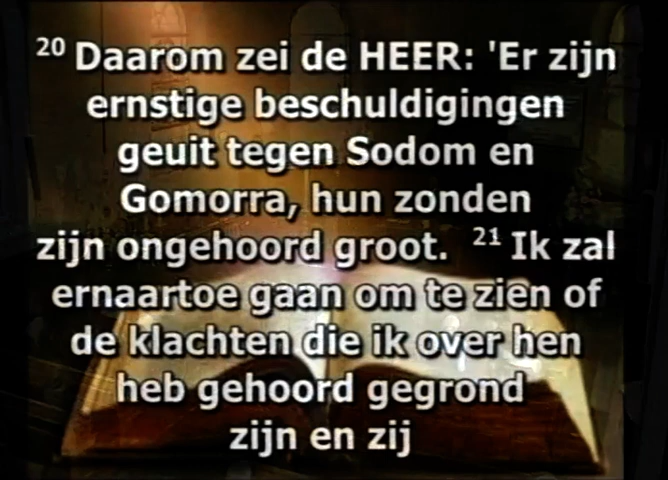 20 Daarom zei de HEER: 'Er zijn
ernstige beschuldigingen
geuit tegen Sodom en
Gomorra, hun zonden
zijn ongehoord groot. 21 Ik zal
ernaartoe gaan om te zien of
de klachten die ik over hen
heb gehoord gegrond
zijn en zij